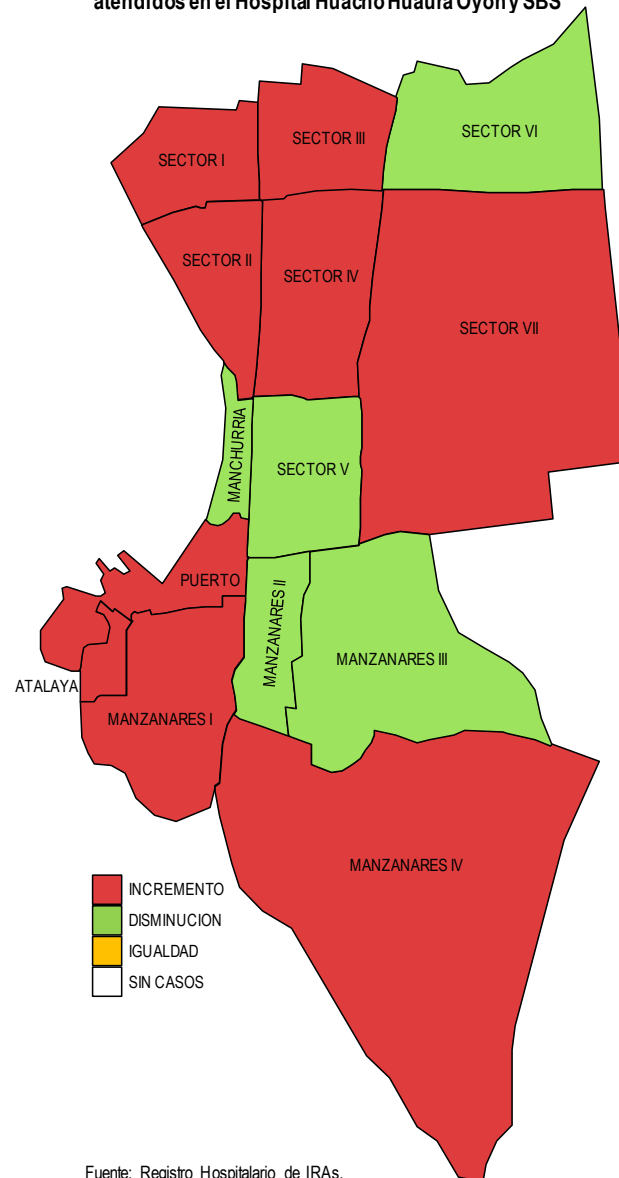 atendidos en el Hospital Huacho Huaura Oyon y SBS
SECTOR VI
SECTOR III
SECTOR I
SECTOR II
SECTOR IV
SECTOR VII
MANCHURRIA
SECTOR V
PUERTO
MANZANARES II
MANZANARES III
ATALAYA
MANZANARES I
MANZANARES IV
INCREMENTO
DISMINUCION
IGUALDAD
SIN CASOS
Fuente: Registro Hospitalario de IRAs.